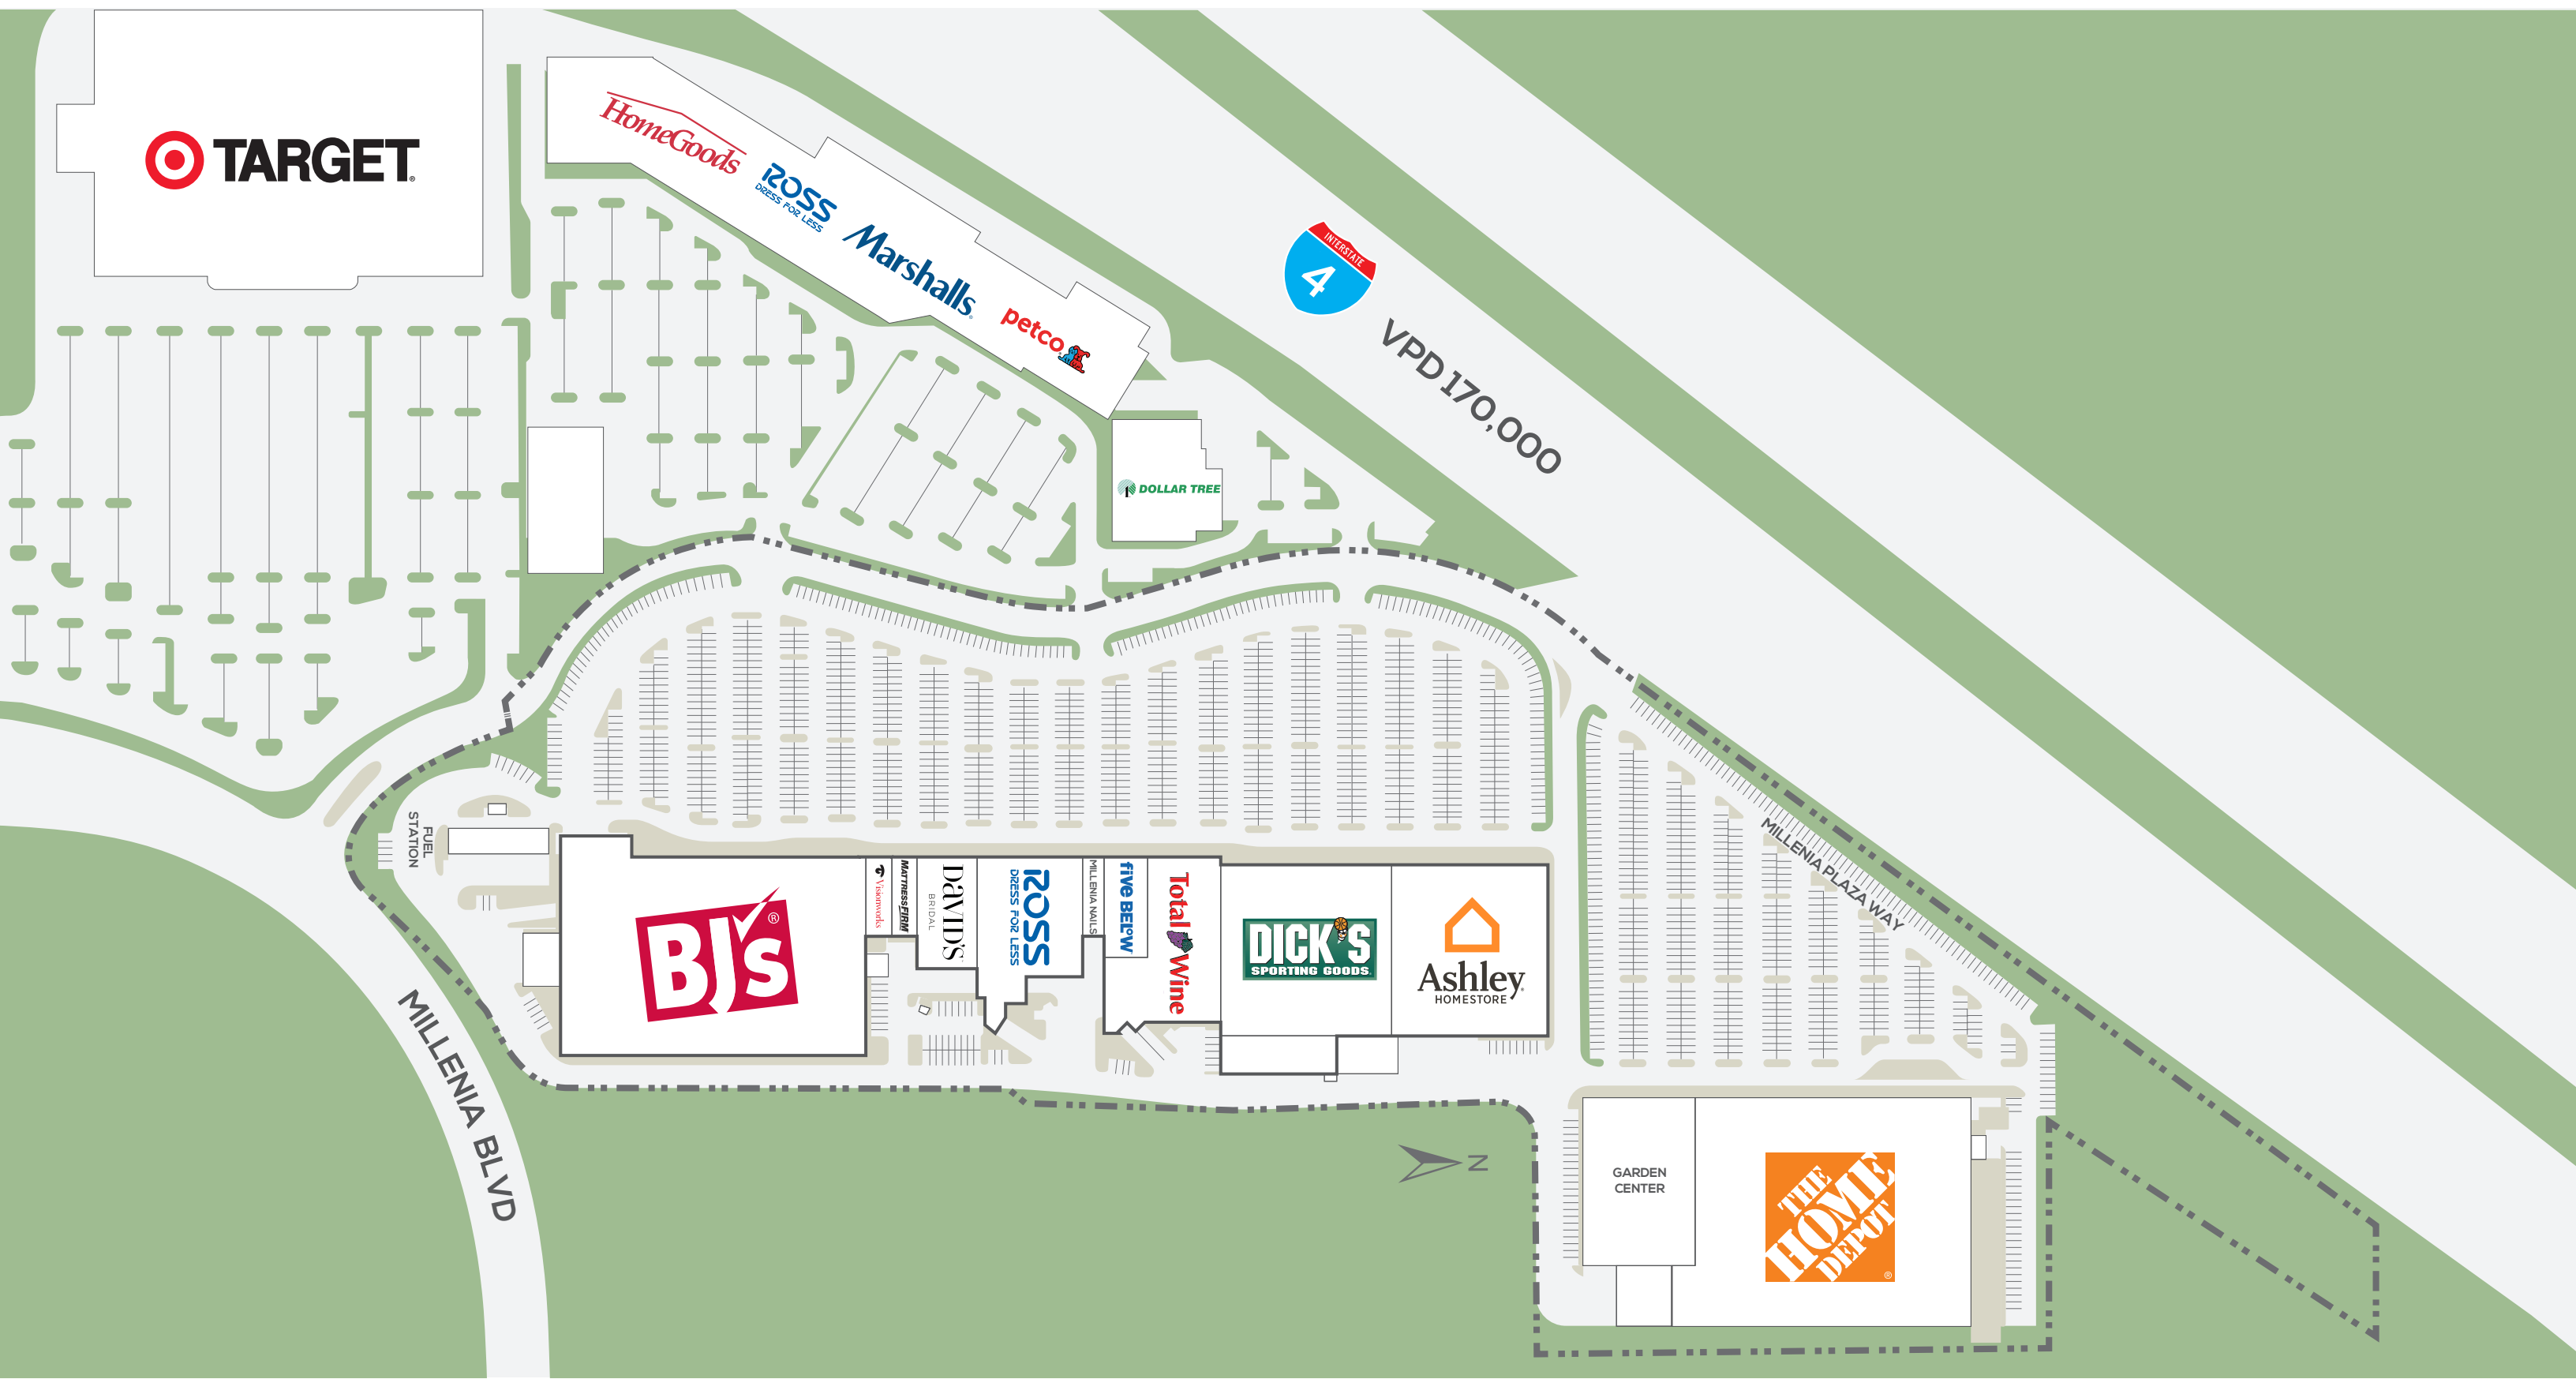 TARGET
HomeGoods
ROSS
DRESS FOR LESS
Marshalls
petco
INTERSTATE
4
VPD 170,000
DOLLAR TREE
FUEL
STATION
MILLENIA BLVD
BJ's
Visionworks
MATTRESSFIRM
DAVID'S
BRIDAL
ROSS
DRESS FOR LESS
MILLENIA NAILS
five BELOW
Total Wine
DICK'S
SPORTING GOODS
Ashley
HOMESTORE
MILLENIA PLAZA WAY
N
GARDEN
CENTER
THE
HOME
DEPOT